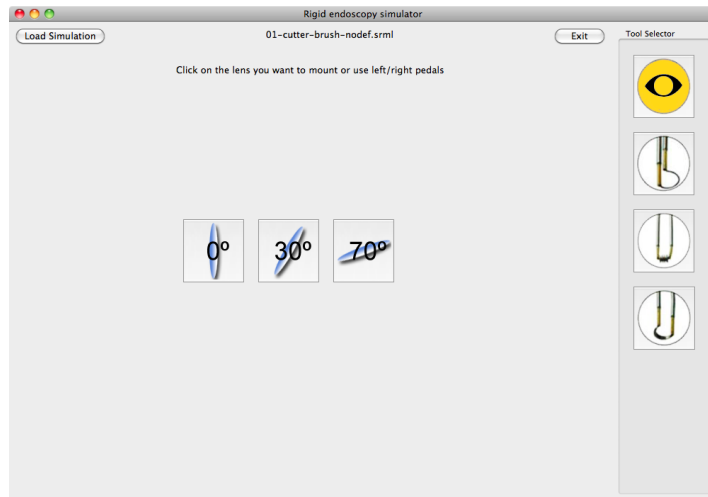 Rigid endoscopy simulator
Load Simulation
01-cutter-brush-nodef.srml
Exit
Tool Selector
Click on the lens you want to mount or use left/right pedals
0º
30º
70º